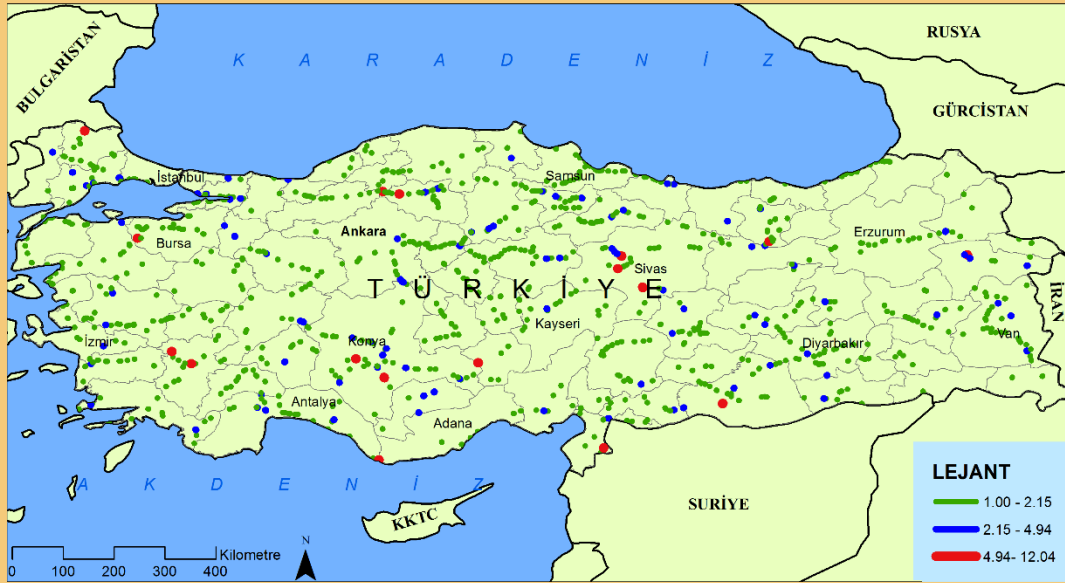 RUSYA
BULGARİSTAN
K A R A D E N İ Z
GÜRCİSTAN
İstanbul
Samsun
Ankara
Bursa
Erzurum
Sivas
T Ü R K İ Y E
İRAN
Kayseri
İzmir
Konya
Diyarbakır
Van
Antalya
Adana
A K D E N İ Z
KKTC
SURİYE
LEJANT
1.00 - 2.15
2.15 - 4.94
4.94- 12.04
Kilometre
0 100 200 300 400
N